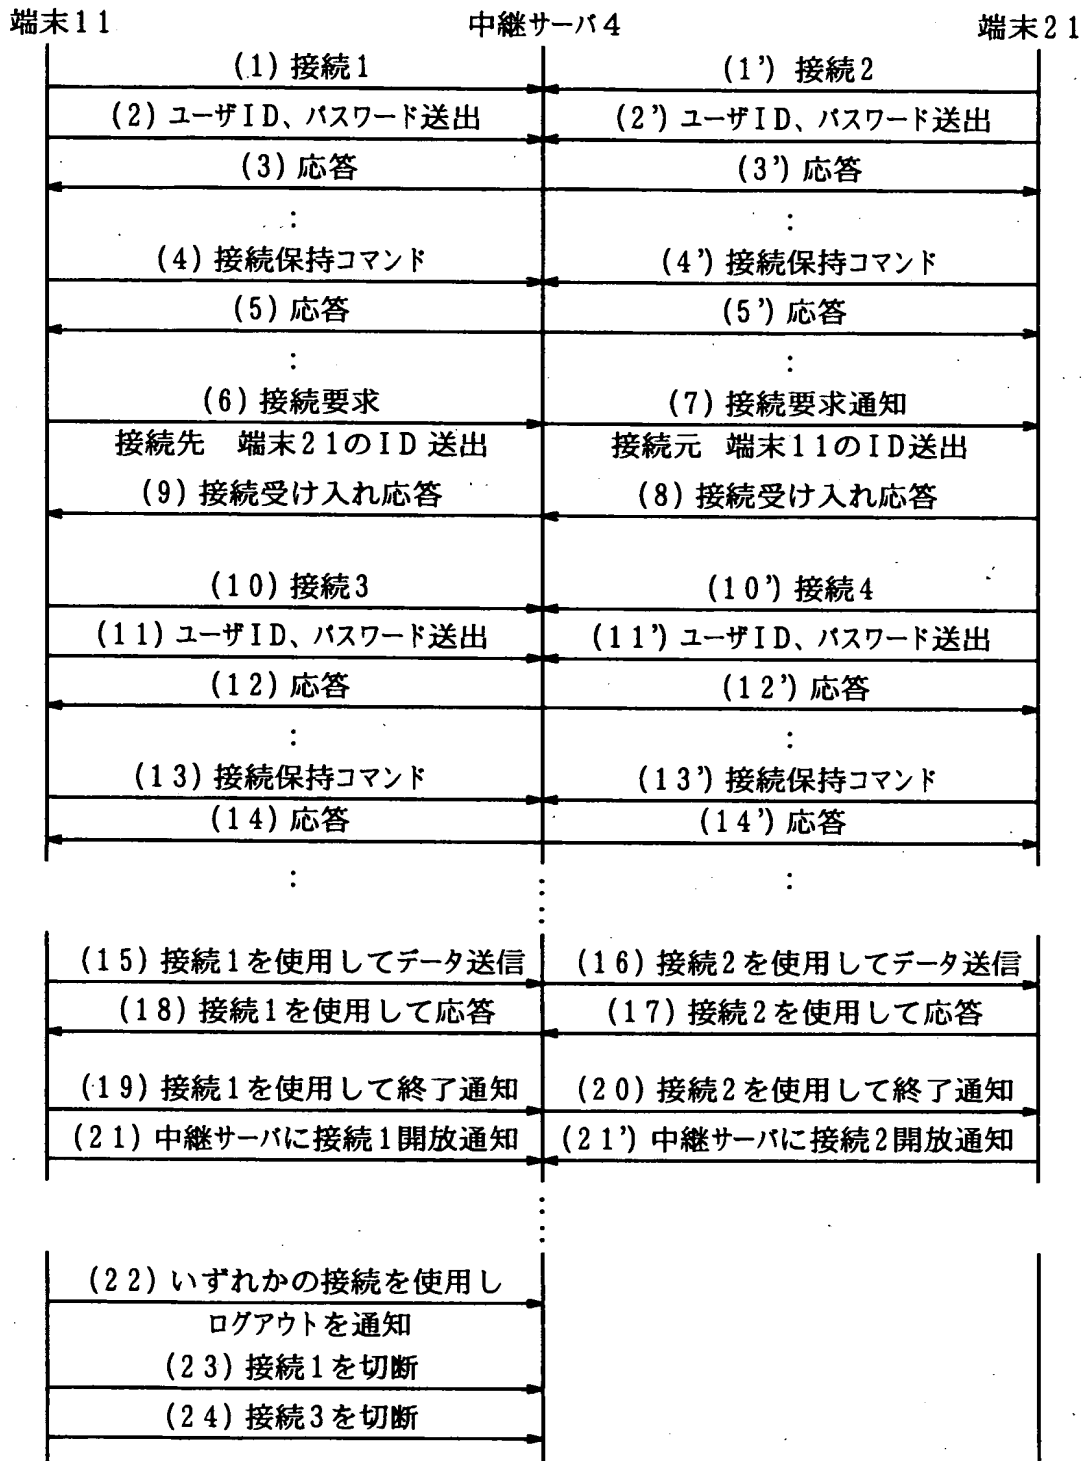 端末11 中継サーバ4 端末21
(1)接続1 (1')接続2
(2)ユーザID、パスワード送出 (2')ユーザID、パスワード送出
(3)応答 (3')応答
: :
(4)接続保持コマンド (4')接続保持コマンド
(5)応答 (5')応答
: :
(6)接続要求 (7)接続要求通知
接続先 端末21のID送出 接続元 端末11のID送出
(9)接続受け入れ応答 (8)接続受け入れ応答
(10)接続3 (10')接続4
(11)ユーザID、パスワード送出 (11')ユーザID、パスワード送出
(12)応答 (12')応答
: :
(13)接続保持コマンド (13')接続保持コマンド
(14)応答 (14')応答
: :
(15)接続1を使用してデータ送信 (16)接続2を使用してデータ送信
(18)接続1を使用して応答 (17)接続2を使用して応答
(19)接続1を使用して終了通知 (20)接続2を使用して終了通知
(21)中継サーバに接続1開放通知 (21')中継サーバに接続2開放通知
(22)いずれかの接続を使用し
ログアウトを通知
(23)接続1を切断
(24)接続3を切断